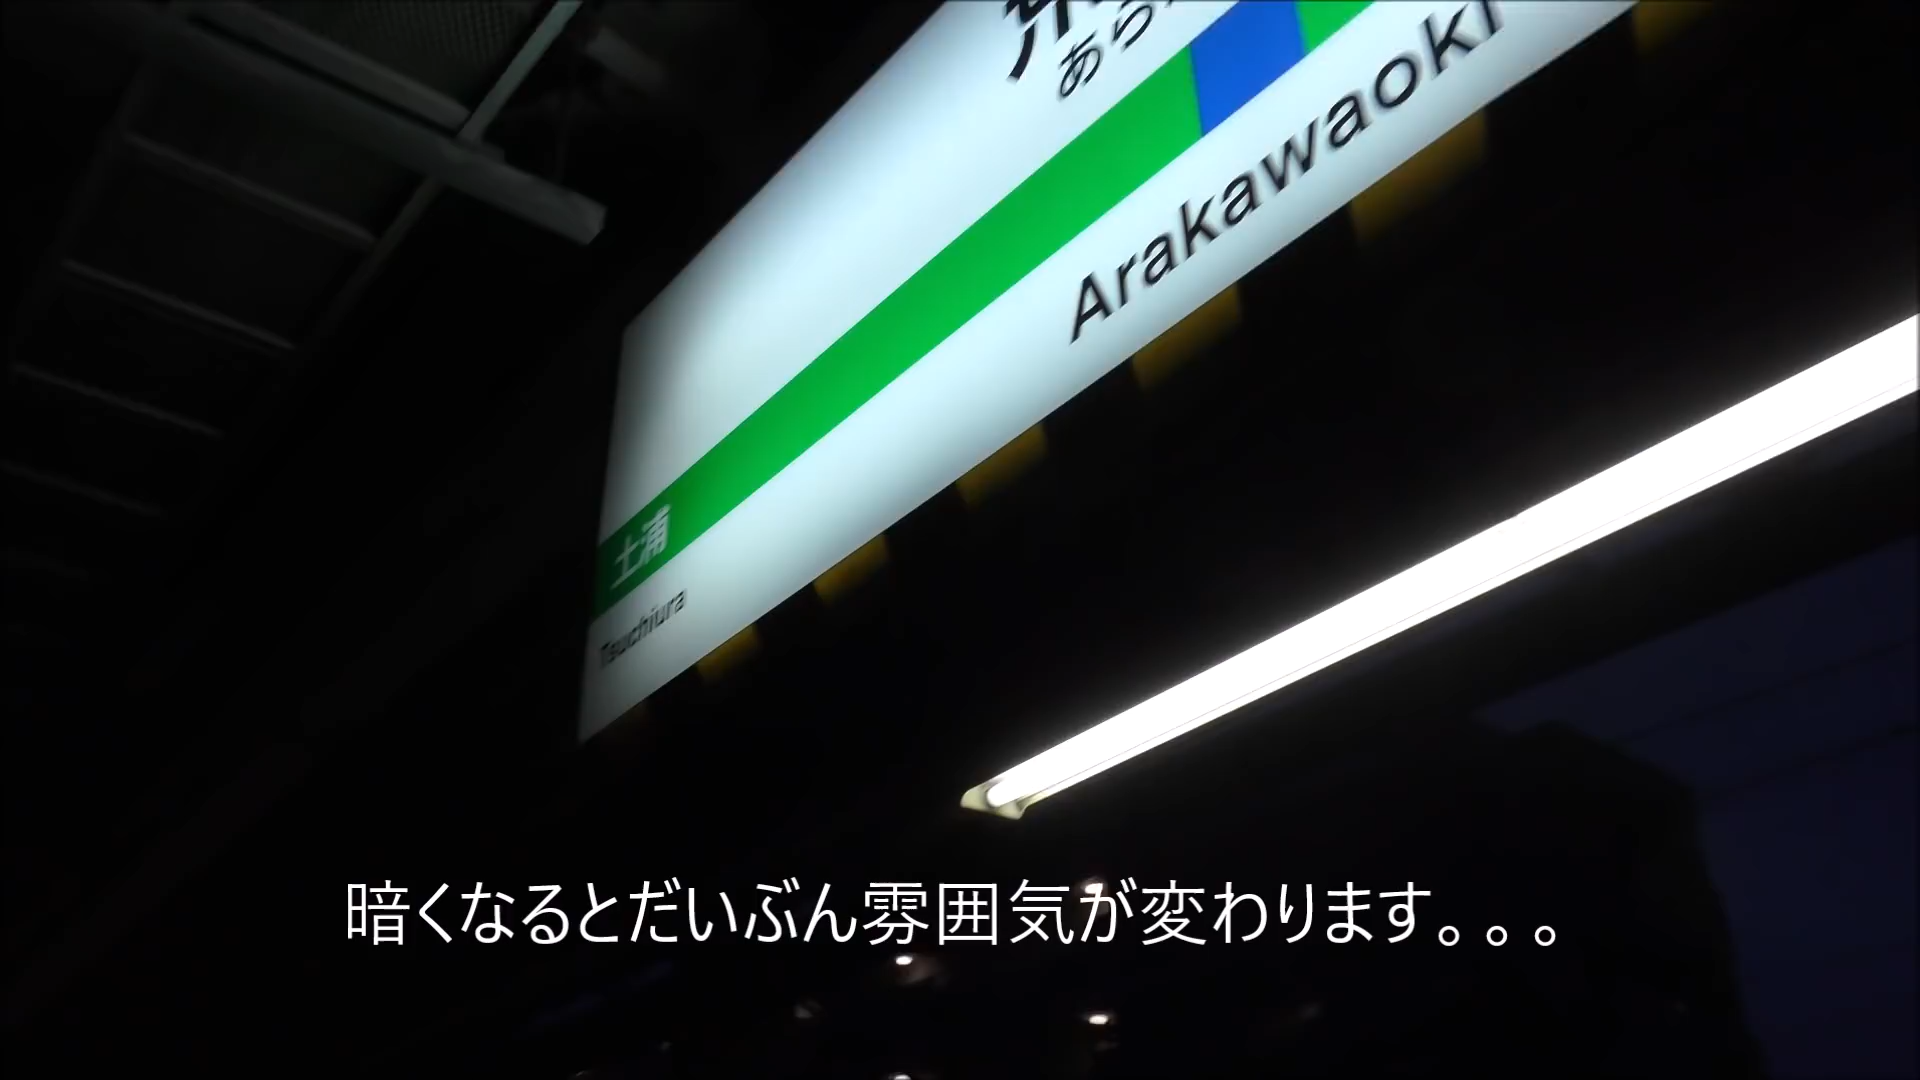 あら
Arakawaoki
土浦
Tsuchiura
暗くなるとだいぶん雰囲気が変わります。。。